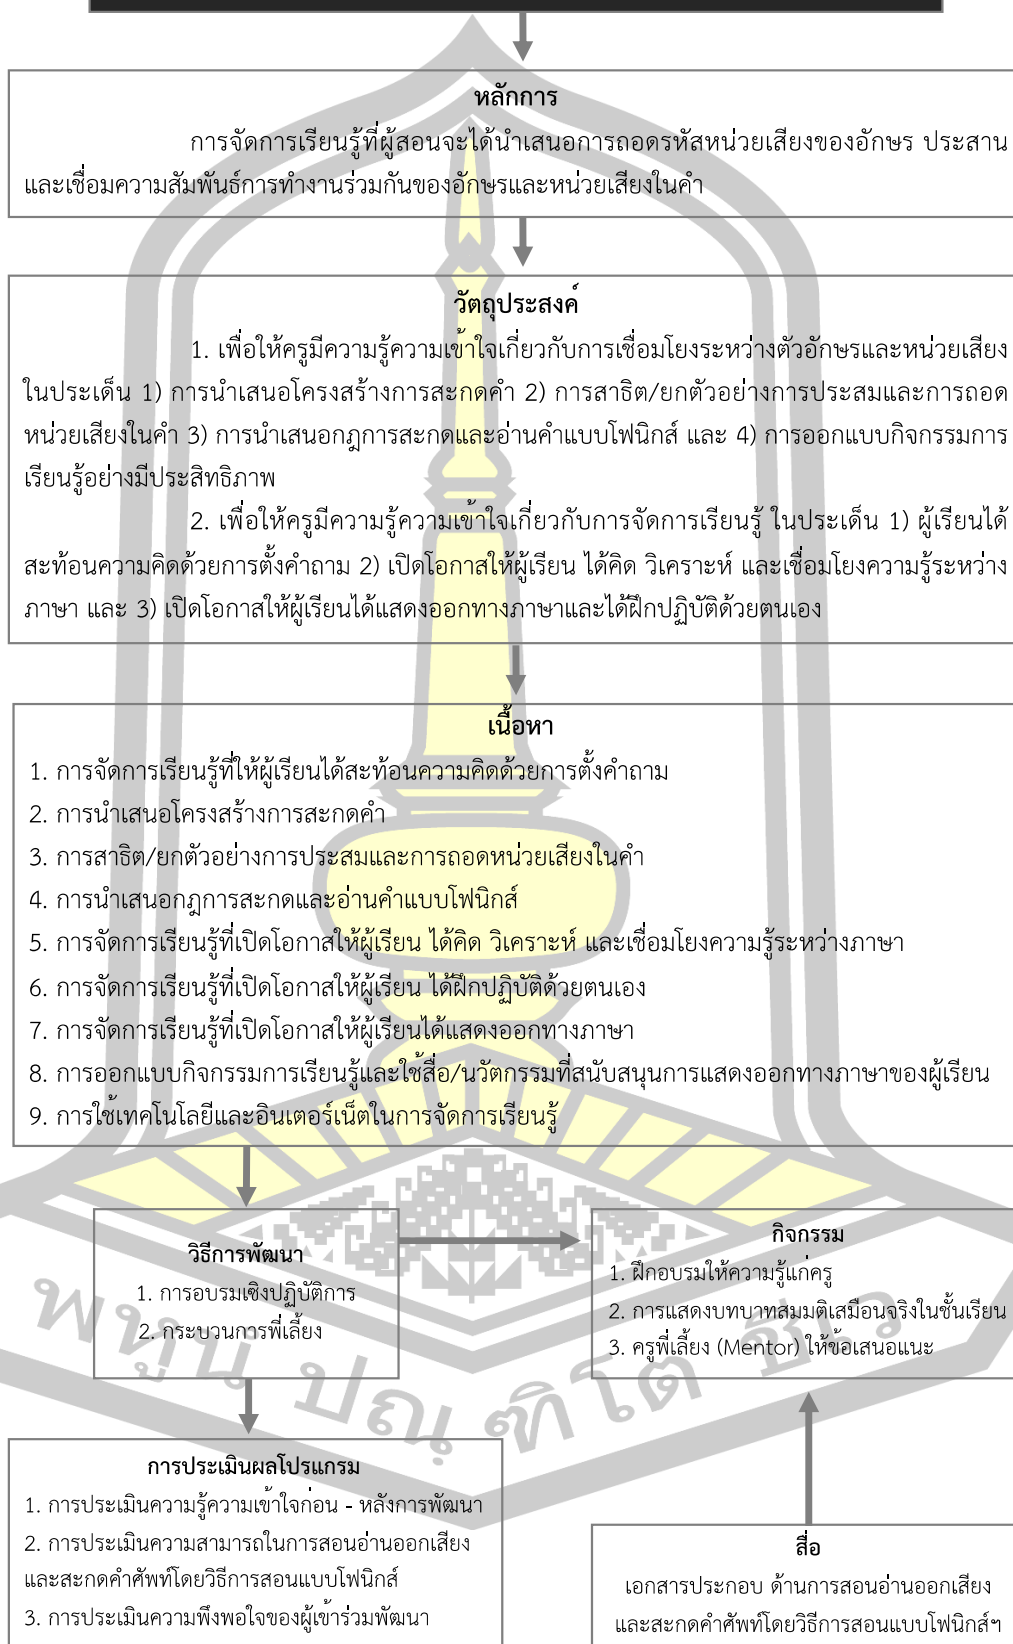 หลักการ
การจัดการเรียนรู้ที่ผู้สอนจะได้นำเสนอการถอดรหัสหน่วยเสียงของอักษร ประสาน
และเชื่อมความสัมพันธ์การทำงานร่วมกันของอักษรและหน่วยเสียงในคำ
วัตถุประสงค์
1. เพื่อให้ครูมีความรู้ความเข้าใจเกี่ยวกับการเชื่อมโยงระหว่างตัวอักษรและหน่วยเสียง
ในประเด็น 1) การนำเสนอโครงสร้างการสะกดคำ 2) การสาธิต/ยกตัวอย่างการประสมและการถอด
หน่วยเสียงในคำ 3) การนำเสนอกฎการสะกดและอ่านคำแบบโฟนิกส์ และ 4) การออกแบบกิจกรรมการ
เรียนรู้อย่างมีประสิทธิภาพ
2. เพื่อให้ครูมีความรู้ความเข้าใจเกี่ยวกับการจัดการเรียนรู้ ในประเด็น 1) ผู้เรียนได้
สะท้อนความคิดด้วยการตั้งคำถาม 2) เปิดโอกาสให้ผู้เรียน ได้คิด วิเคราะห์ และเชื่อมโยงความรู้ระหว่าง
ภาษา และ 3) เปิดโอกาสให้ผู้เรียนได้แสดงออกทางภาษาและได้ฝึกปฏิบัติด้วยตนเอง
เนื้อหา
1. การจัดการเรียนรู้ที่ให้ผู้เรียนได้สะท้อนความคิดด้วยการตั้งคำถาม
2. การนำเสนอโครงสร้างการสะกดคำ
3. การสาธิต/ยกตัวอย่างการประสมและการถอดหน่วยเสียงในคำ
4. การนำเสนอกฎการสะกดและอ่านคำแบบโฟนิกส์
5. การจัดการเรียนรู้ที่เปิดโอกาสให้ผู้เรียน ได้คิด วิเคราะห์ และเชื่อมโยงความรู้ระหว่างภาษา
6. การจัดการเรียนรู้ที่เปิดโอกาสให้ผู้เรียน ได้ฝึกปฏิบัติด้วยตนเอง
7. การจัดการเรียนรู้ที่เปิดโอกาสให้ผู้เรียนได้แสดงออกทางภาษา
8. การออกแบบกิจกรรมการเรียนรู้และใช้สื่อ/นวัตกรรมที่สนับสนุนการแสดงออกทางภาษาของผู้เรียน
9. การใช้เทคโนโลยีและอินเตอร์เน็ตในการจัดการเรียนรู้
วิธีการพัฒนา
1. การอบรมเชิงปฏิบัติการ
2. กระบวนการพี่เลี้ยง
กิจกรรม
1. ฝึกอบรมให้ความรู้แก่ครู
2. การแสดงบทบาทสมมติเสมือนจริงในชั้นเรียน
3. ครูพี่เลี้ยง (Mentor) ให้ข้อเสนอแนะ
พหูน ปณฺฑิโต ชีเว
การประเมินผลโปรแกรม
1. การประเมินความรู้ความเข้าใจก่อน - หลังการพัฒนา
2. การประเมินความสามารถในการสอนอ่านออกเสียง
และสะกดคำศัพท์โดยวิธีการสอนแบบโฟนิกส์
3. การประเมินความพึงพอใจของผู้เข้าร่วมพัฒนา
สื่อ
เอกสารประกอบ ด้านการสอนอ่านออกเสียง
และสะกดคำศัพท์โดยวิธีการสอนแบบโฟนิกส์ฯ